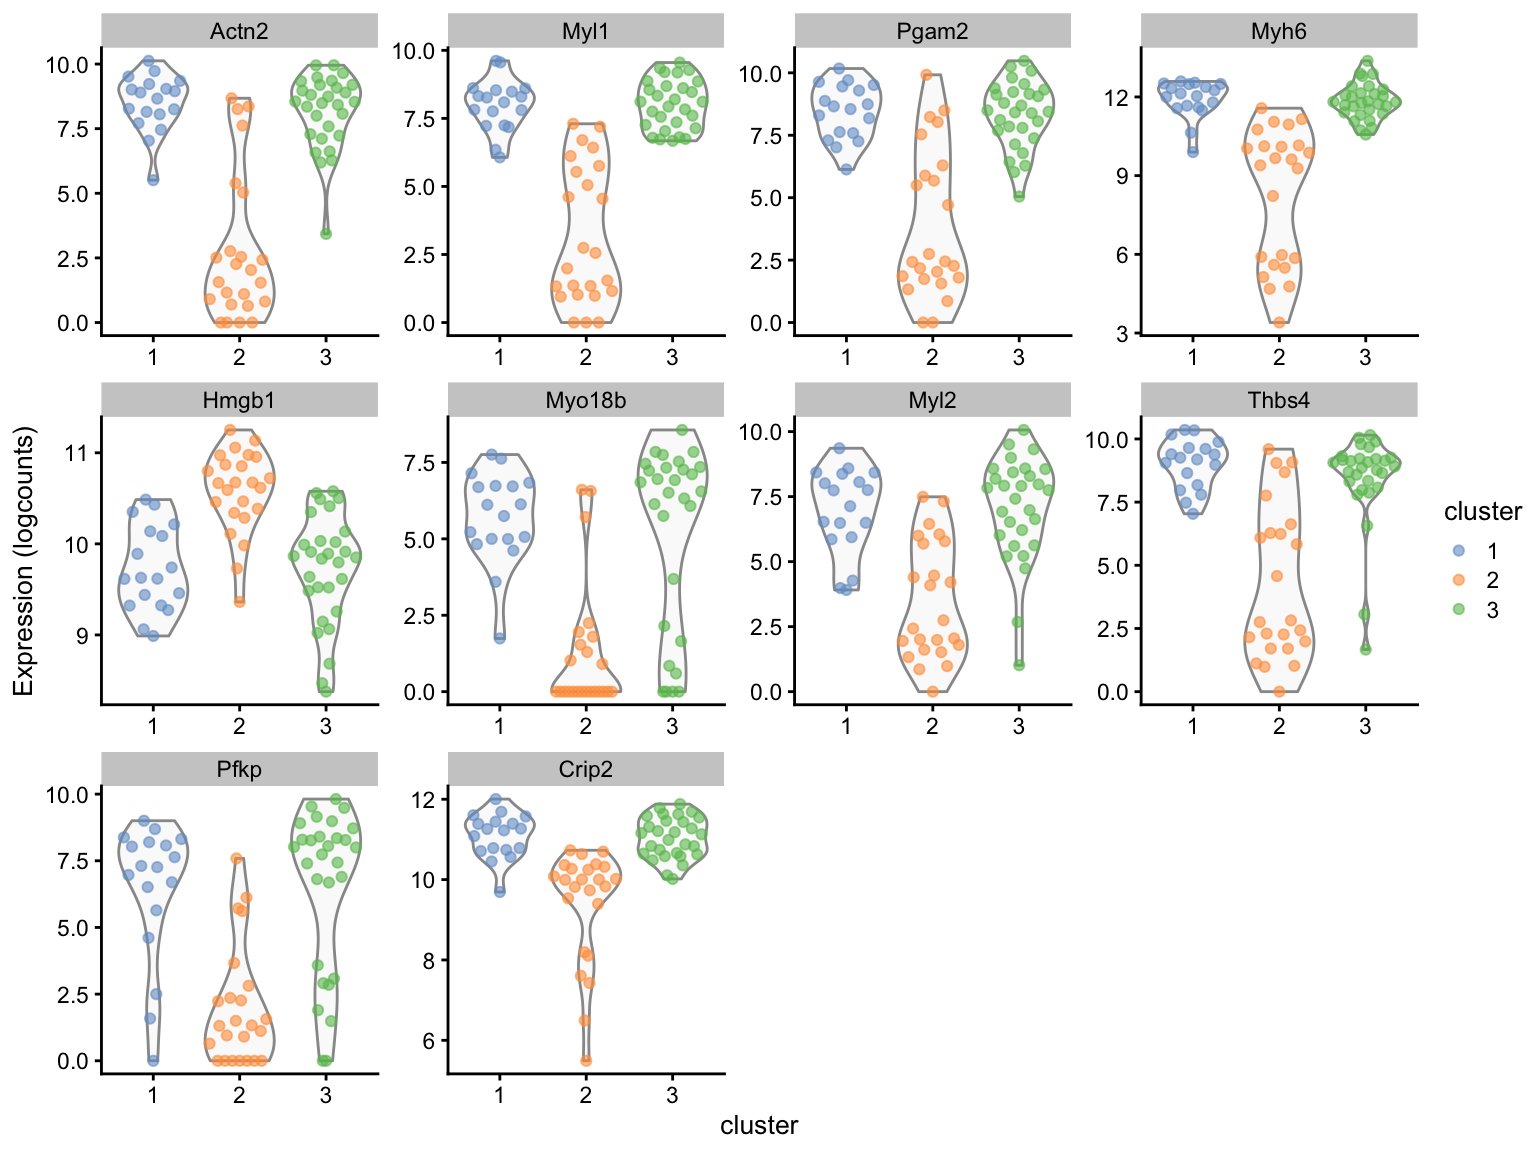 Actn2 Myl1 Pgam2 Myh6
10.0 7.5 5.0 2.5 0.0
10.0 7.5 5.0 2.5 0.0
10.0 7.5 5.0 2.5 0.0
12 9 6 3
1 2 3 1 2 3 1 2 3 1 2 3
Hmgb1 Myo18b Myl2 Thbs4
11 10 9
7.5 5.0 2.5 0.0
10.0 7.5 5.0 2.5 0.0
10.0 7.5 5.0 2.5 0.0
1 2 3 1 2 3 1 2 3 1 2 3
Pfkp Crip2
10.0 7.5 5.0 2.5 0.0
12 10 8 6
1 2 3 1 2 3
Expression (logcounts)
cluster
cluster
1
2
3